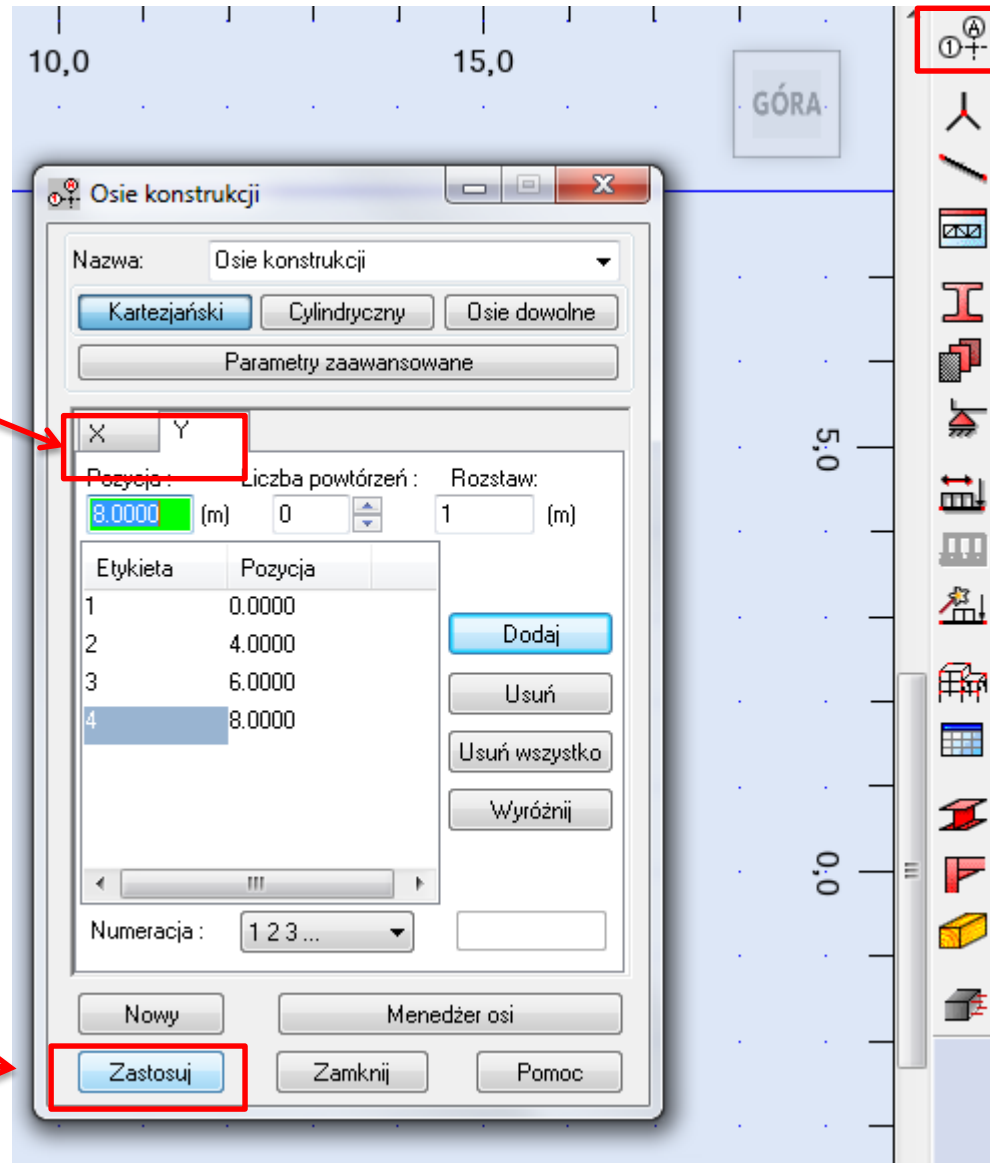 10,0 15,0
GÓRA
A
1
Osie konstrukcji
Nazwa: Osie konstrukcji
Kartezjański Cylindryczny Osie dowolne
Parametry zaawansowane
X Y
Pozycja : Liczba powtórzeń : Rozstaw:
8.0000 (m) 0 1 (m)
Etykieta Pozycja
1 0.0000
2 4.0000
3 6.0000
4 8.0000
Dodaj
Usuń
Usuń wszystko
Wyróżnij
Numeracja : 1 2 3 ...
Nowy Menedżer osi
Zastosuj Zamknij Pomoc
5,0
0,0